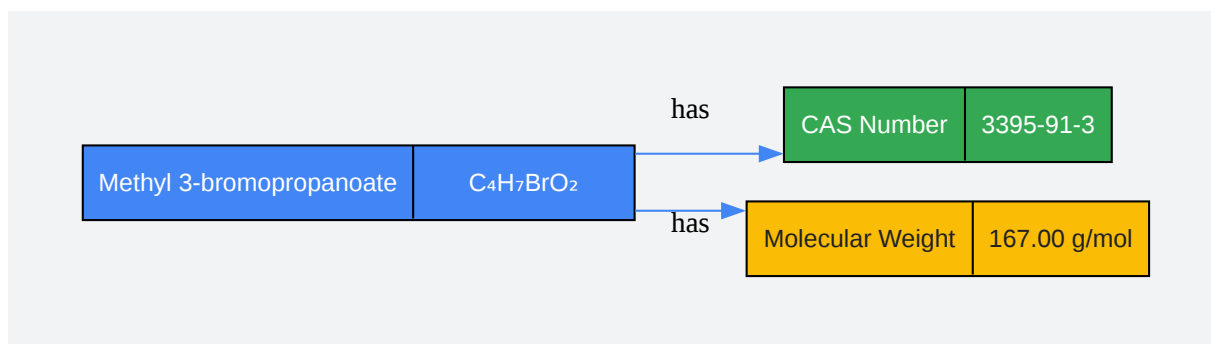 has
CAS Number 3395-91-3
Methyl 3-bromopropanoate C₄H₇BrO₂
has
Molecular Weight 167.00 g/mol